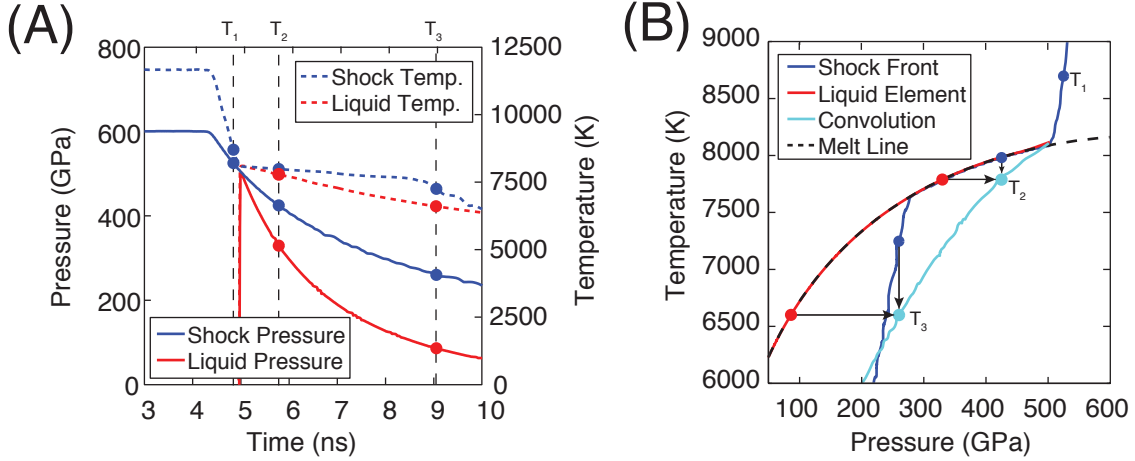 (A)
T1
T2
T3
800
600
400
200
0
Pressure (GPa)
12500
10000
7500
5000
2500
0
Temperature (K)
Shock Temp.
Liquid Temp.
Shock Pressure
Liquid Pressure
3 4 5 6 7 8 9 10
Time (ns)
(B)
9000
8500
8000
7500
7000
6500
6000
Temperature (K)
Shock Front
Liquid Element
Convolution
Melt Line
T1
T2
T3
100 200 300 400 500 600
Pressure (GPa)